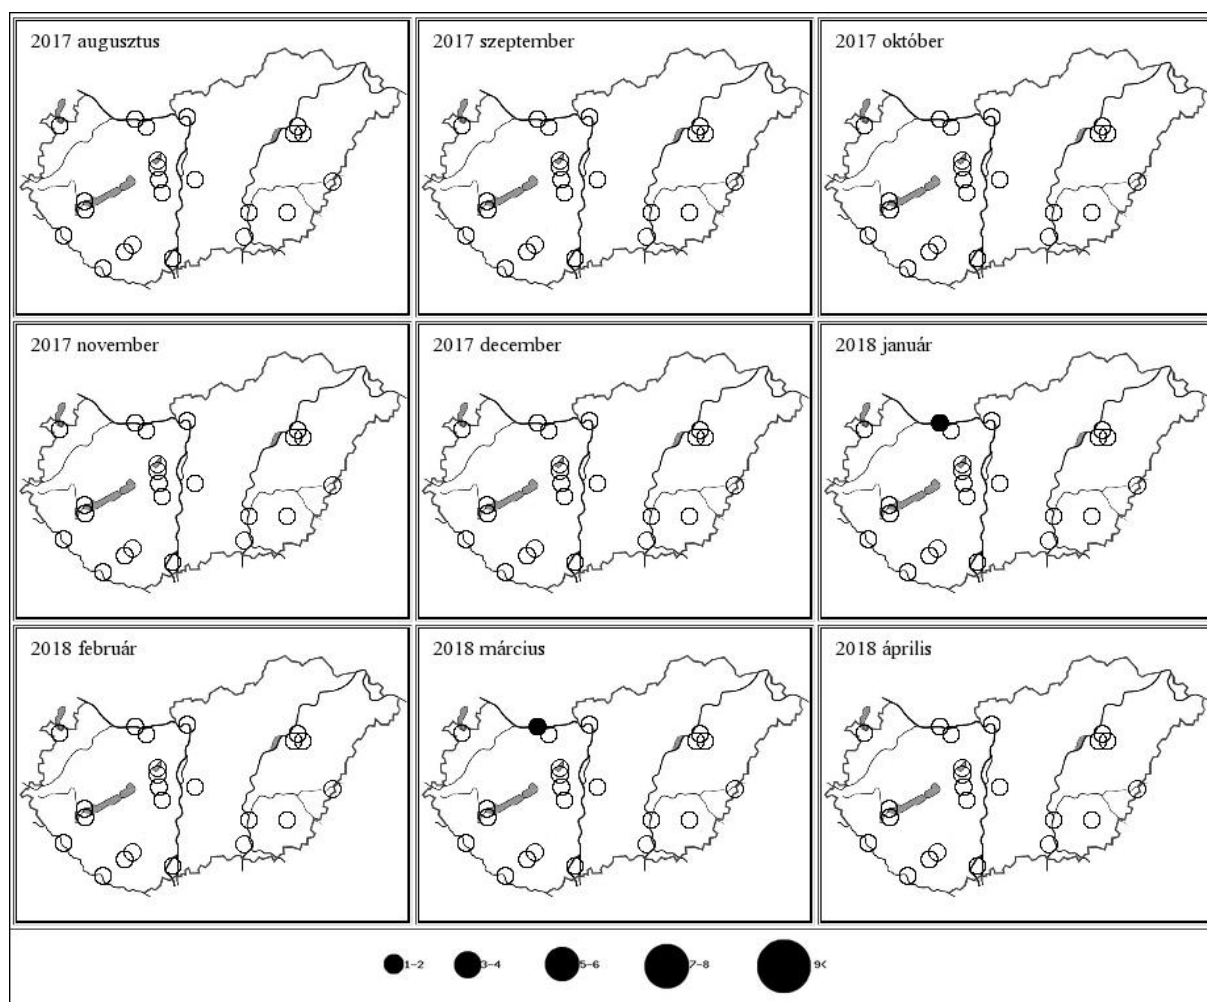 2017 augusztus
2017 szeptember
2017 október
2017 november
2017 december
2018 január
2018 február
2018 március
2018 április
1-2 3-4 5-6 7-8 9<